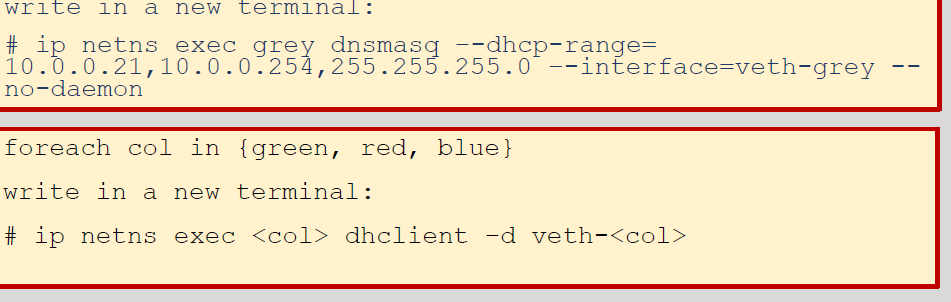 write in a new terminal:
# ip netns exec grey dnsmasq --dhcp-range=
10.0.0.21,10.0.0.254,255.255.255.0 --interface=veth-grey --
no-daemon
foreach col in {green, red, blue}
write in a new terminal:
# ip netns exec <col> dhclient -d veth-<col>